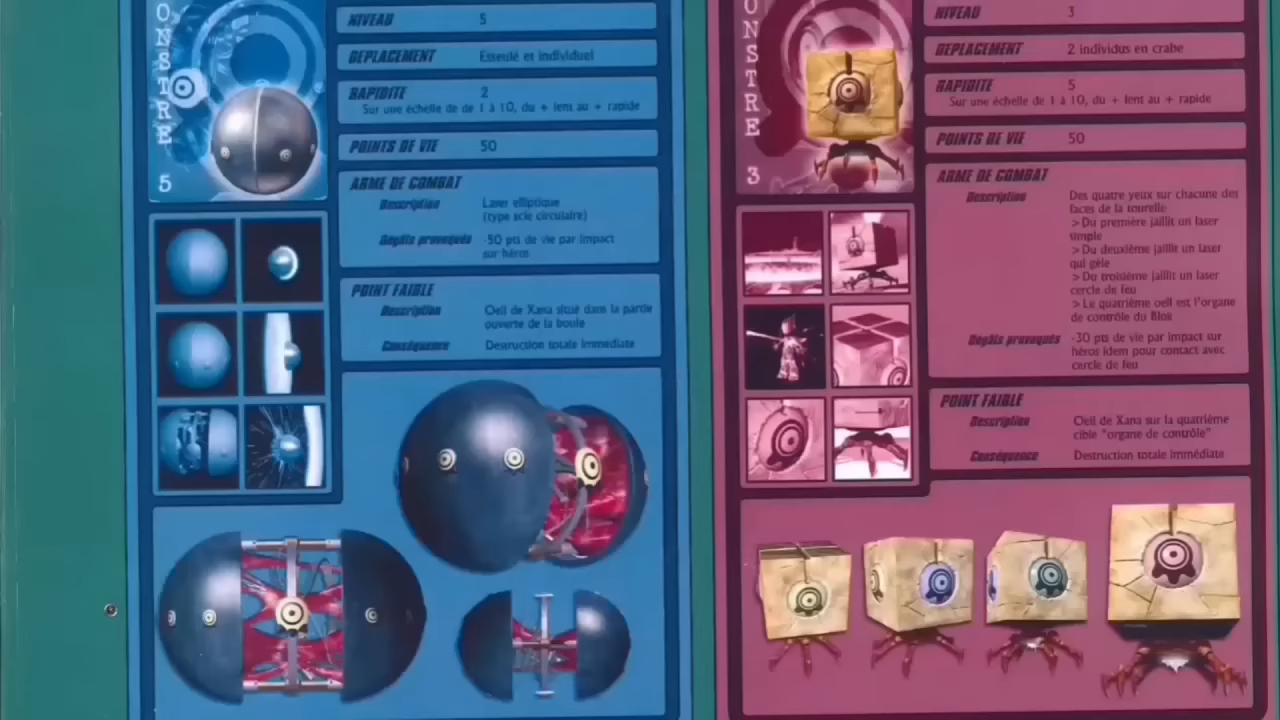 ONSTRE 5
NIVEAU 5
DEPLACEMENT Esseulé et individuel
RAPIDITE 2
Sur une échelle de de 1 à 10, du + lent au + rapide
POINTS DE VIE 50
ARME DE COMBAT
Description Laser elliptique
(type scie circulaire)
Dégâts provoqués -50 pts de vie par impact
sur héros
POINT FAIBLE
Description Oeil de Xana situé dans la partie
ouverte de la boule
Conséquence Destruction totale immediate
ONSTRE 3
NIVEAU 3
DEPLACEMENT 2 individus en crabe
RAPIDITE 5
Sur une échelle de 1 à 10, du + lent au + rapide
POINTS DE VIE 50
ARME DE COMBAT
Description Des quatre yeux sur chacune des
faces de la tourelle
> Du première jaillit un laser
simple
> Du deuxième jaillit un laser
qui gèle
> Du troisième jaillit un laser
cercle de feu
> Le quatrième oeil est l'organe
de contrôle du Blok
Dégâts provoqués -30 pts de vie par impact sur
héros idem pour contact avec
cercle de feu
POINT FAIBLE
Description Oeil de Xana sur la quatrième
cible "organe de contrôle"
Conséquence Destruction totale immédiate